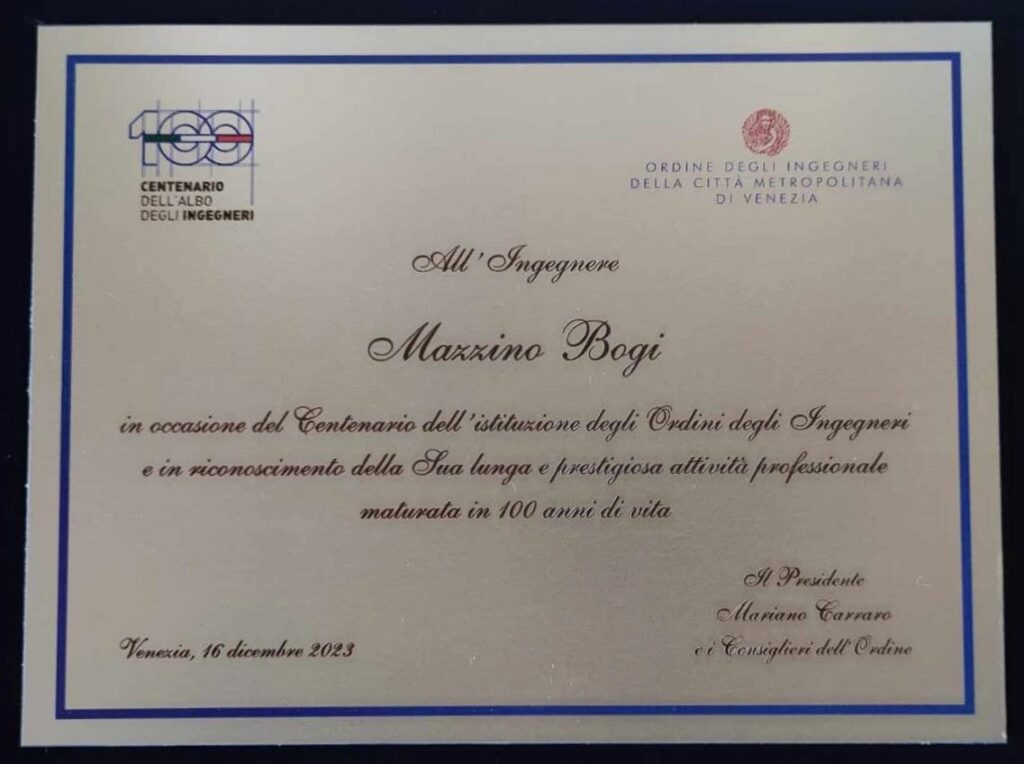 100
CENTENARIO
DELL'ALBO
DEGLI INGEGNERI
ORDINE DEGLI INGEGNERI
DELLA CITTÀ METROPOLITANA
DI VENEZIA
All'Ingegnere
Mazzino Bogi
in occasione del Centenario dell'istituzione degli Ordini degli Ingegneri
e in riconoscimento della Sua lunga e prestigiosa attività professionale
maturata in 100 anni di vita
Il Presidente
Mariano Carraro
e i Consiglieri dell'Ordine
Venezia, 16 dicembre 2023